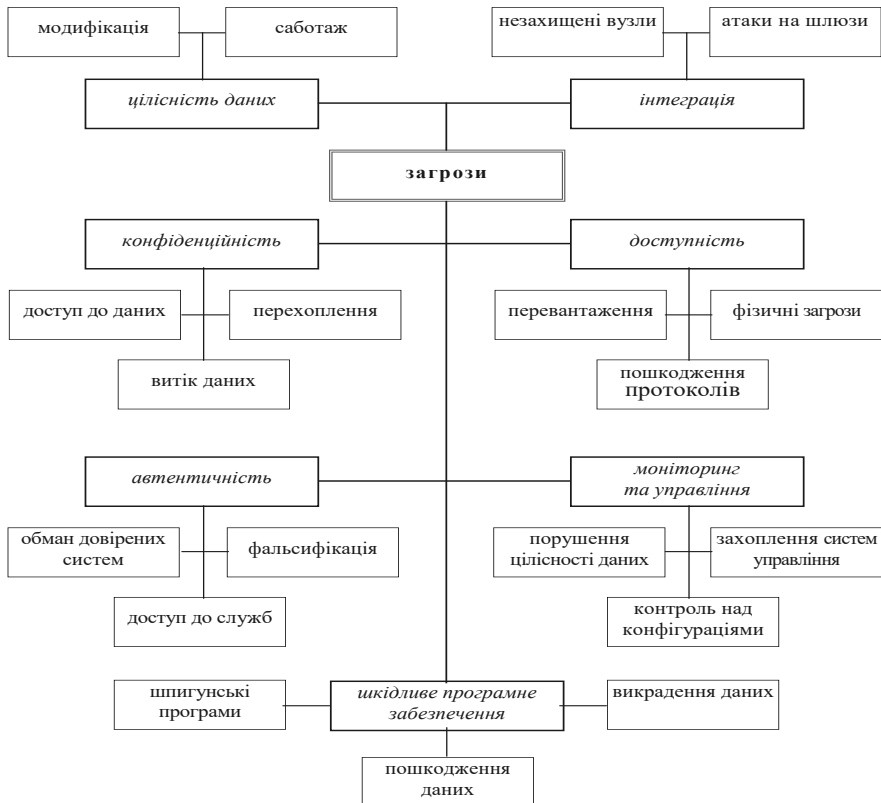 модифікація
саботаж
незахищені вузли
атаки на шлюзи
цілісність даних
інтеграція
загрози
конфіденційність
доступність
доступ до даних
перехоплення
перевантаження
фізичні загрози
витік даних
пошкодження
протоколів
автентичність
моніторинг
та управління
обман довірених
систем
фальсифікація
порушення
цілісності даних
захоплення систем
управління
доступ до служб
контроль над
конфігураціями
шпигунські
програми
шкідливе програмне
забезпечення
викрадення даних
пошкодження
даних